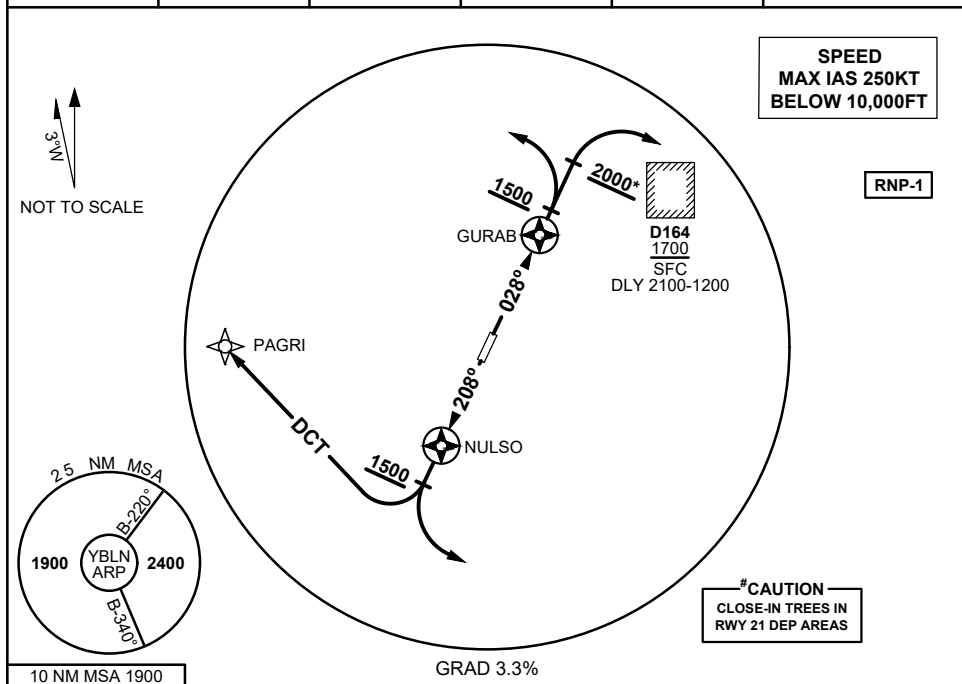 SPEED
MAX IAS 250KT
BELOW 10,000FT
3°W
NOT TO SCALE
RNP-1
1500
2000*
GURAB
D164
1700
SFC
DLY 2100-1200
028°
PAGRI
208°
DCT
NULSO
1500
25 NM MSA
B-220°
1900
YBLN
ARP
2400
B-340°
10 NM MSA 1900
#CAUTION
CLOSE-IN TREES IN
RWY 21 DEP AREAS
GRAD 3.3%